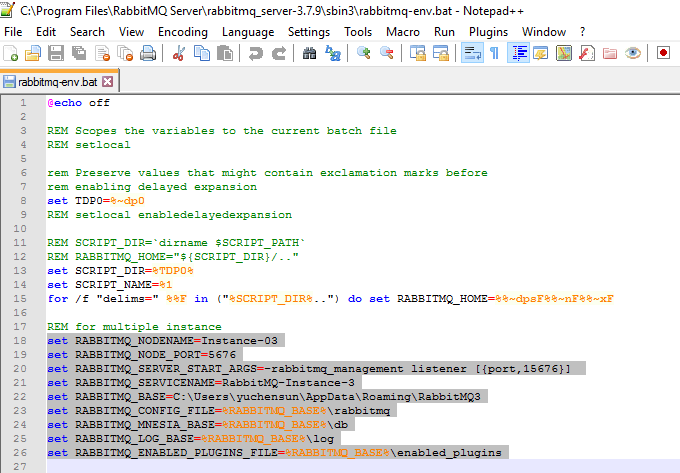 C:\Program Files\RabbitMQ Server\rabbitmq_server-3.7.9\sbin3\rabbitmq-env.bat - Notepad++
File Edit Search View Encoding Language Settings Tools Macro Run Plugins Window ?
rabbitmq-env.bat
1 @echo off
2
3 REM Scopes the variables to the current batch file
4 REM setlocal
5
6 rem Preserve values that might contain exclamation marks before
7 rem enabling delayed expansion
8 set TDP0=%~dp0
9 REM setlocal enabledelayedexpansion
10
11 REM SCRIPT_DIR=`dirname $SCRIPT_PATH`
12 REM RABBITMQ_HOME="${SCRIPT_DIR}/.."
13 set SCRIPT_DIR=%TDP0%
14 set SCRIPT_NAME=%1
15 for /f "delims=" %%F in ("%SCRIPT_DIR%..") do set RABBITMQ_HOME=%%~dpsF%%~nF%%~xF
16
17 REM for multiple instance
18 set RABBITMQ_NODENAME=Instance-03
19 set RABBITMQ_NODE_PORT=5676
20 set RABBITMQ_SERVER_START_ARGS=-rabbitmq_management listener [{port,15676}]
21 set RABBITMQ_SERVICENAME=RabbitMQ-Instance-3
22 set RABBITMQ_BASE=C:\Users\yuchensun\AppData\Roaming\RabbitMQ3
23 set RABBITMQ_CONFIG_FILE=%RABBITMQ_BASE%\rabbitmq
24 set RABBITMQ_MNESIA_BASE=%RABBITMQ_BASE%\db
25 set RABBITMQ_LOG_BASE=%RABBITMQ_BASE%\log
26 set RABBITMQ_ENABLED_PLUGINS_FILE=%RABBITMQ_BASE%\enabled_plugins
27